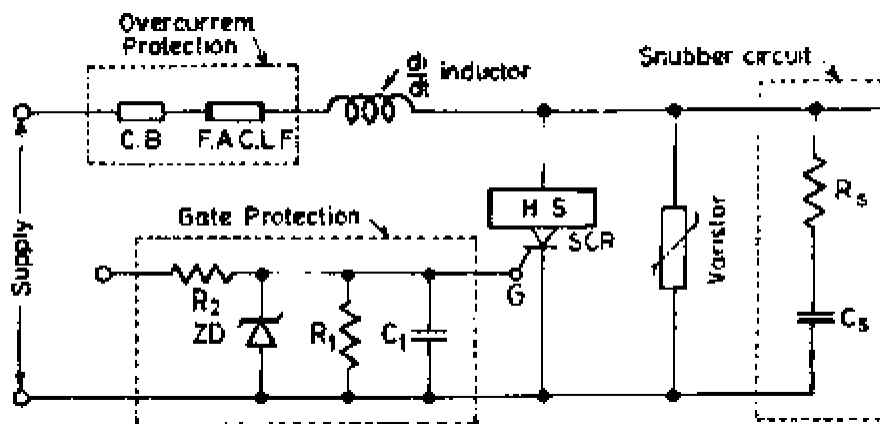 Overcurrent
Protection
di
dt
inductor
Snubber circuit
C.B
F.A.C.L.F
Rs
Gate Protection
H S
SCR
Varistor
Supply
G
R2
ZD
R1
C1
Cs